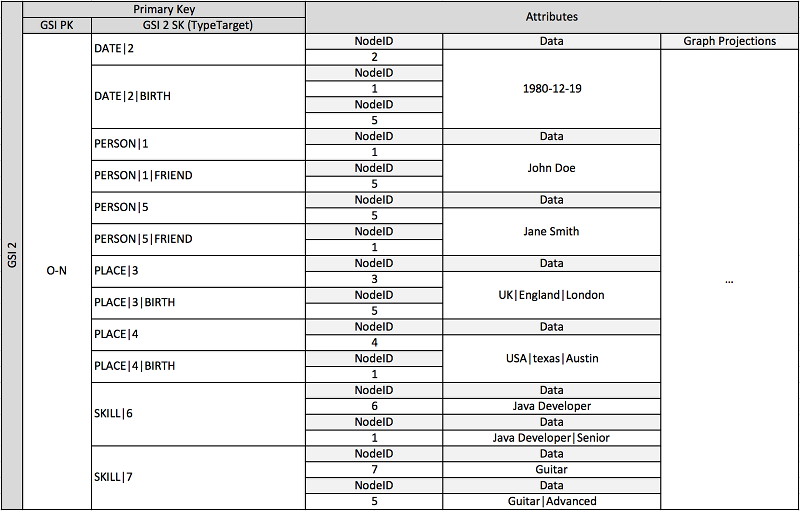 Primary Key
Attributes
GSI PK
GSI 2 SK (TypeTarget)
GSI 2
O-N
DATE|2
NodeID
Data
Graph Projections
2
1980-12-19
...
DATE|2|BIRTH
NodeID
1
NodeID
5
PERSON|1
NodeID
Data
1
John Doe
PERSON|1|FRIEND
NodeID
5
PERSON|5
NodeID
Data
5
Jane Smith
PERSON|5|FRIEND
NodeID
1
PLACE|3
NodeID
Data
3
UK|England|London
PLACE|3|BIRTH
NodeID
5
PLACE|4
NodeID
Data
4
USA|texas|Austin
PLACE|4|BIRTH
NodeID
1
SKILL|6
NodeID
Data
6
Java Developer
NodeID
Data
1
Java Developer|Senior
SKILL|7
NodeID
Data
7
Guitar
NodeID
Data
5
Guitar|Advanced